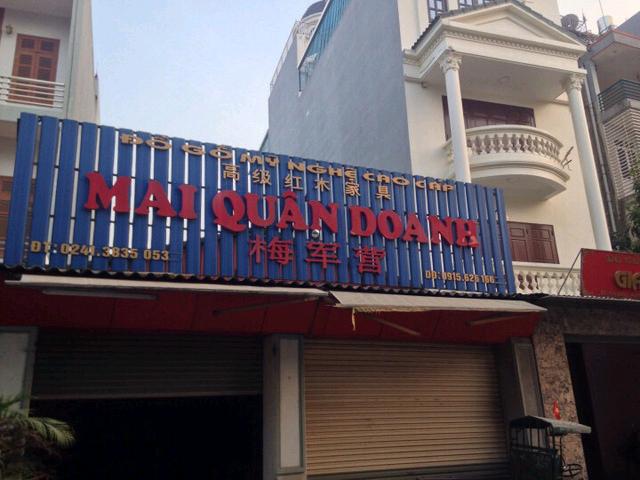 ĐỒ GỖ MỸ NGHỆ CAO CẤP
高级红木家具
MAI QUÂN DOANH
梅军营
ĐT: 0241.3835 053
DĐ: 0915.626 166